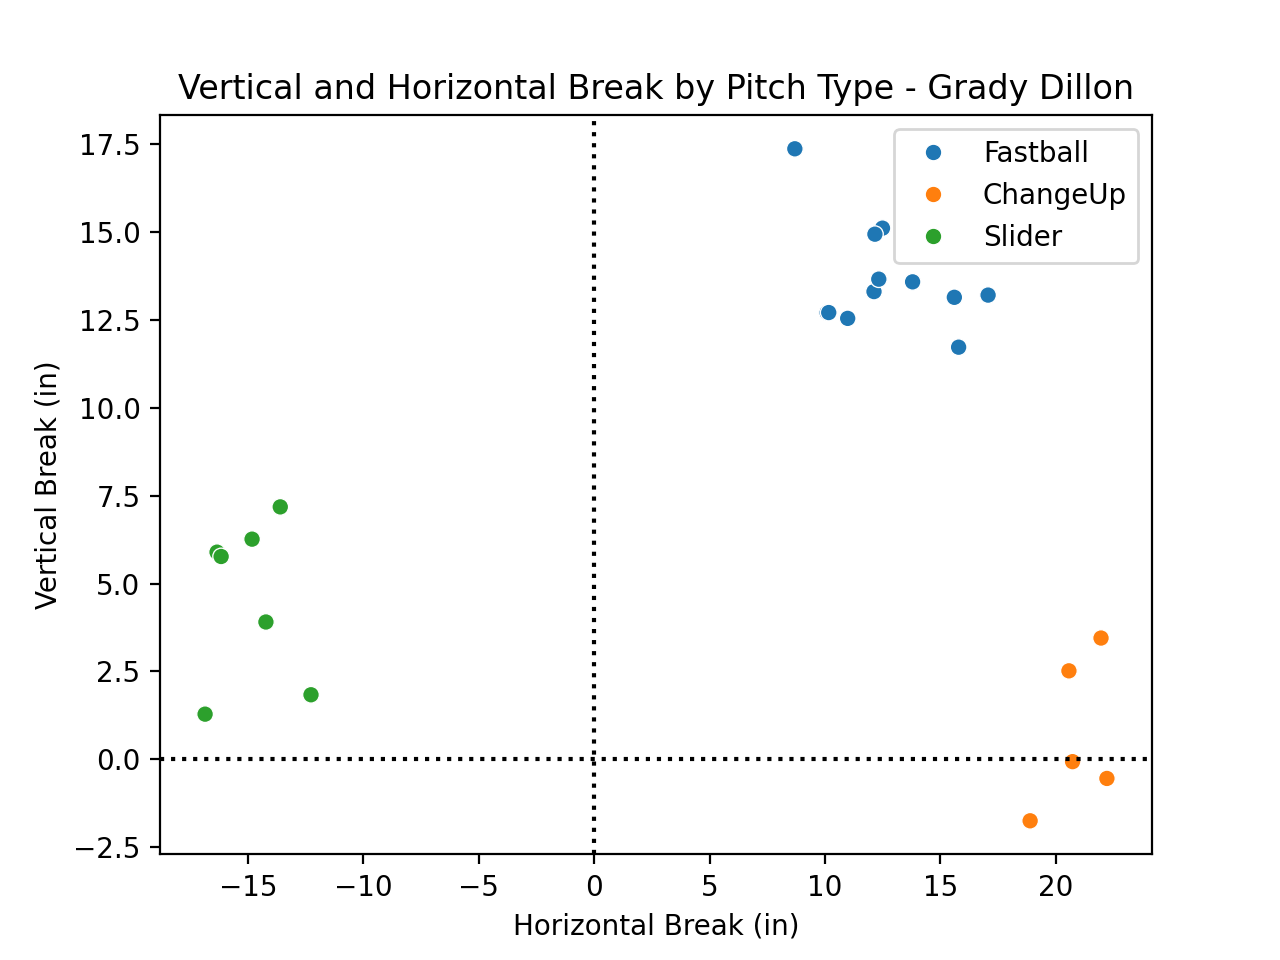 Vertical and Horizontal Break by Pitch Type - Grady Dillon
Fastball
ChangeUp
Slider
Vertical Break (in)
17.5
15.0
12.5
10.0
7.5
5.0
2.5
0.0
−2.5
−15
−10
−5
0
5
10
15
20
Horizontal Break (in)